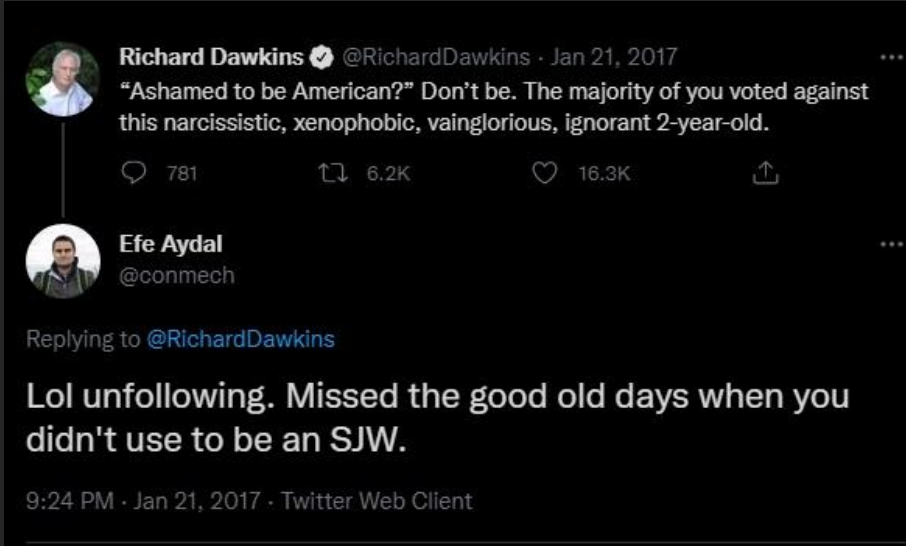 Richard Dawkins @RichardDawkins · Jan 21, 2017
“Ashamed to be American?” Don’t be. The majority of you voted against
this narcissistic, xenophobic, vainglorious, ignorant 2-year-old.
781 6.2K 16.3K
Efe Aydal
@conmech
Replying to @RichardDawkins
Lol unfollowing. Missed the good old days when you
didn't use to be an SJW.
9:24 PM · Jan 21, 2017 · Twitter Web Client